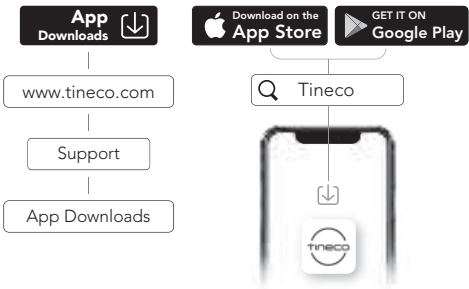 App
Downloads
www.tineco.com
Support
App Downloads
Download on the
App Store
GET IT ON
Google Play
Tineco
tineco